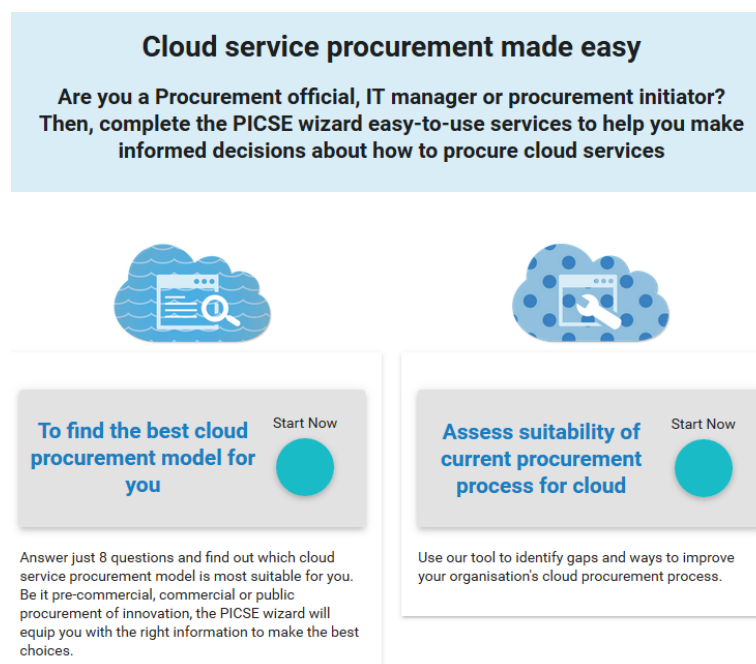 Cloud service procurement made easy
Are you a Procurement official, IT manager or procurement initiator?
Then, complete the PICSE wizard easy-to-use services to help you make
informed decisions about how to procure cloud services
To find the best cloud
procurement model for
you
Start Now
Answer just 8 questions and find out which cloud
service procurement model is most suitable for you.
Be it pre-commercial, commercial or public
procurement of innovation, the PICSE wizard will
equip you with the right information to make the best
choices.
Assess suitability of
current procurement
process for cloud
Start Now
Use our tool to identify gaps and ways to improve
your organisation's cloud procurement process.